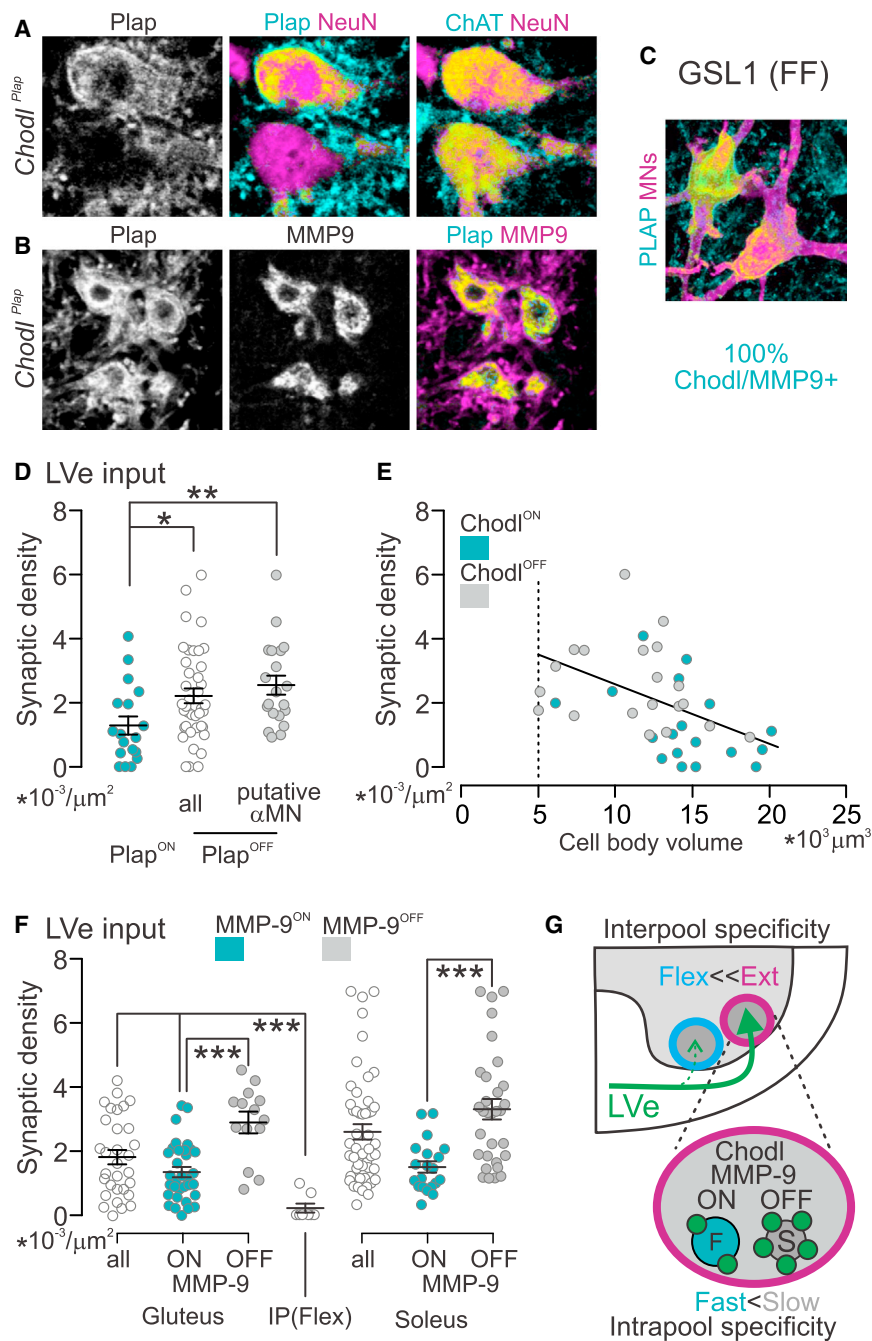 A
Plap
Plap NeuN
ChAT NeuN
Chodl Plap
B
Plap
MMP9
Plap MMP9
Chodl Plap
C
GSL1 (FF)
PLAP MNs
100%
Chodl/MMP9+
D LVe input
**
*
Synaptic density
8
6
4
2
0
*10-3/μm2
all
putative
αMN
PlapON
PlapOFF
E
Synaptic density
8
6
4
2
0
ChodlON
ChodlOFF
*10-3/μm2
0 5 10 15 20 25
Cell body volume
*103μm3
F LVe input
MMP-9ON
MMP-9OFF
***
***
***
Synaptic density
8
6
4
2
0
*10-3/μm2
all ON OFF
MMP-9
Gluteus
IP(Flex)
all ON OFF
MMP-9
Soleus
G
Interpool specificity
Flex<<Ext
LVe
Chodl
MMP-9
ON OFF
F S
Fast<Slow
Intrapool specificity